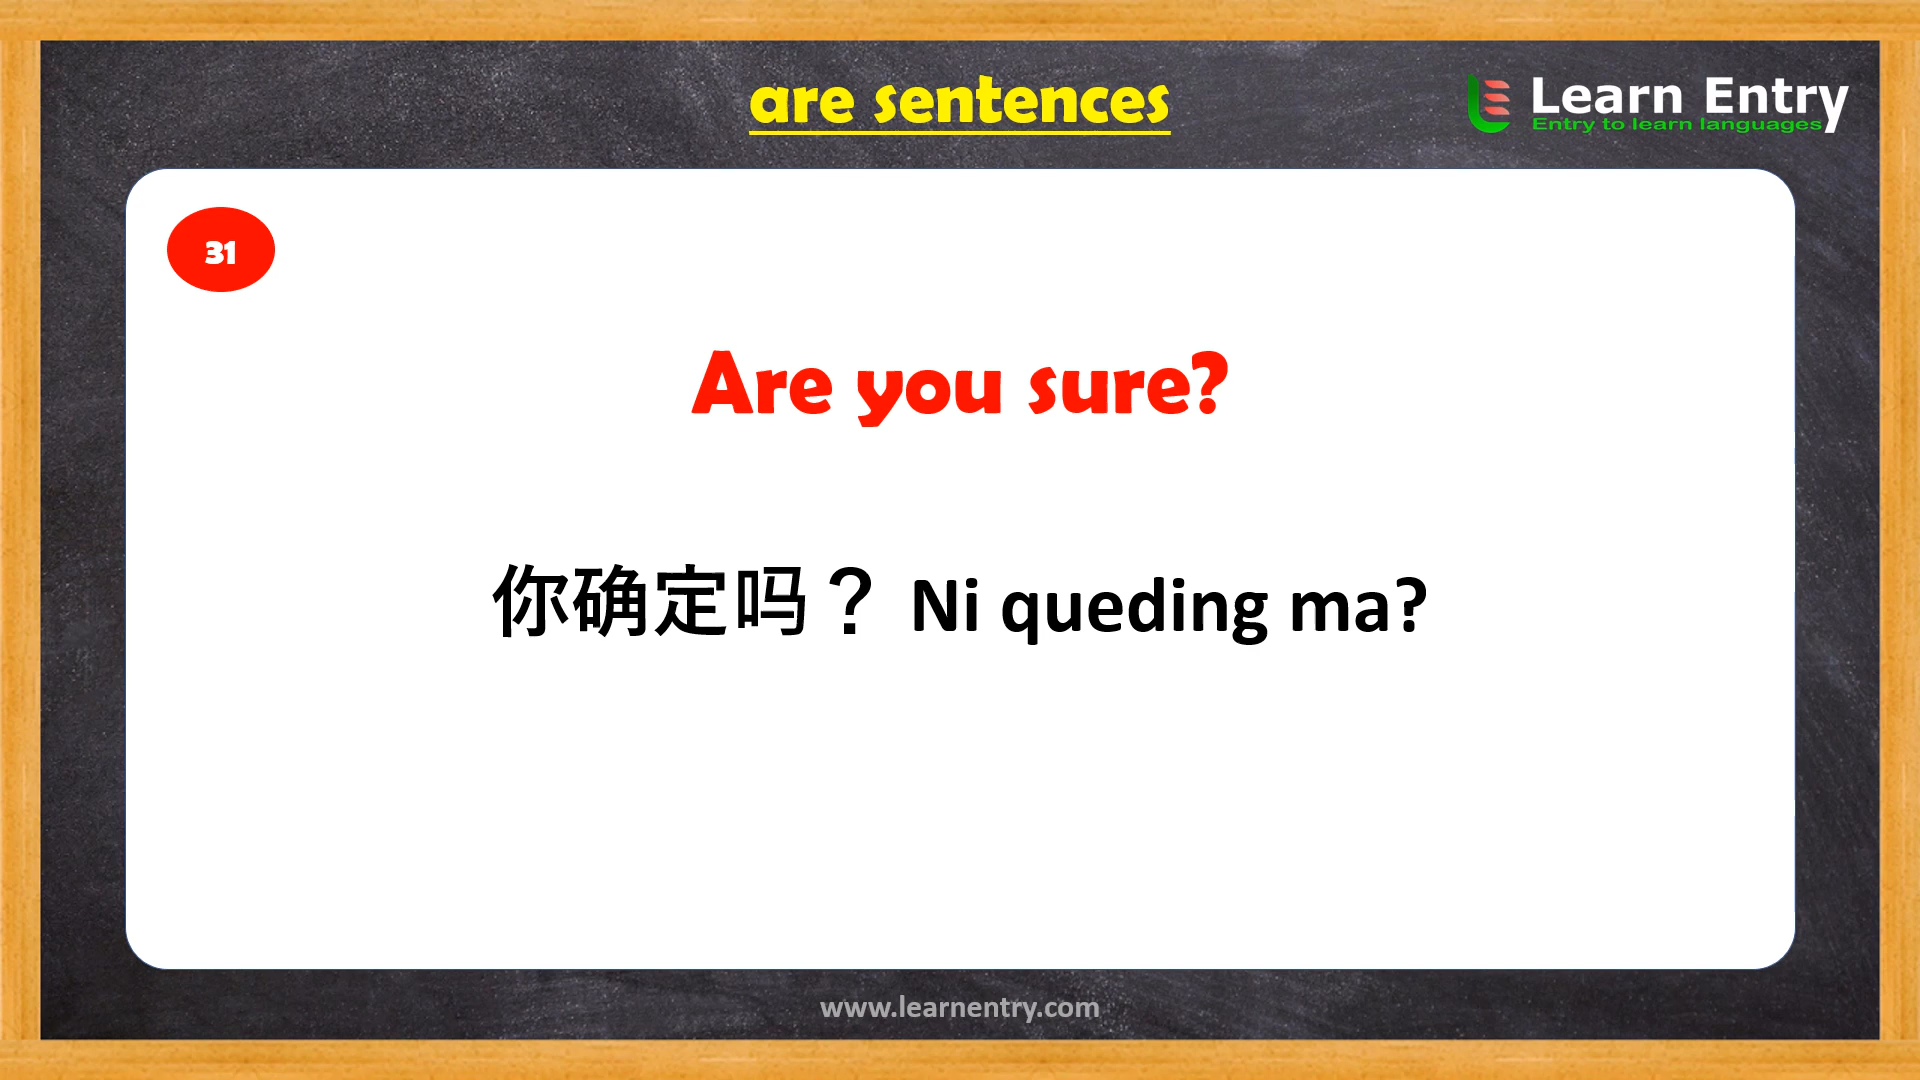 are sentences
Learn Entry
Entry to learn languages
31
Are you sure?
你确定吗？ Ni queding ma?
www.learnentry.com